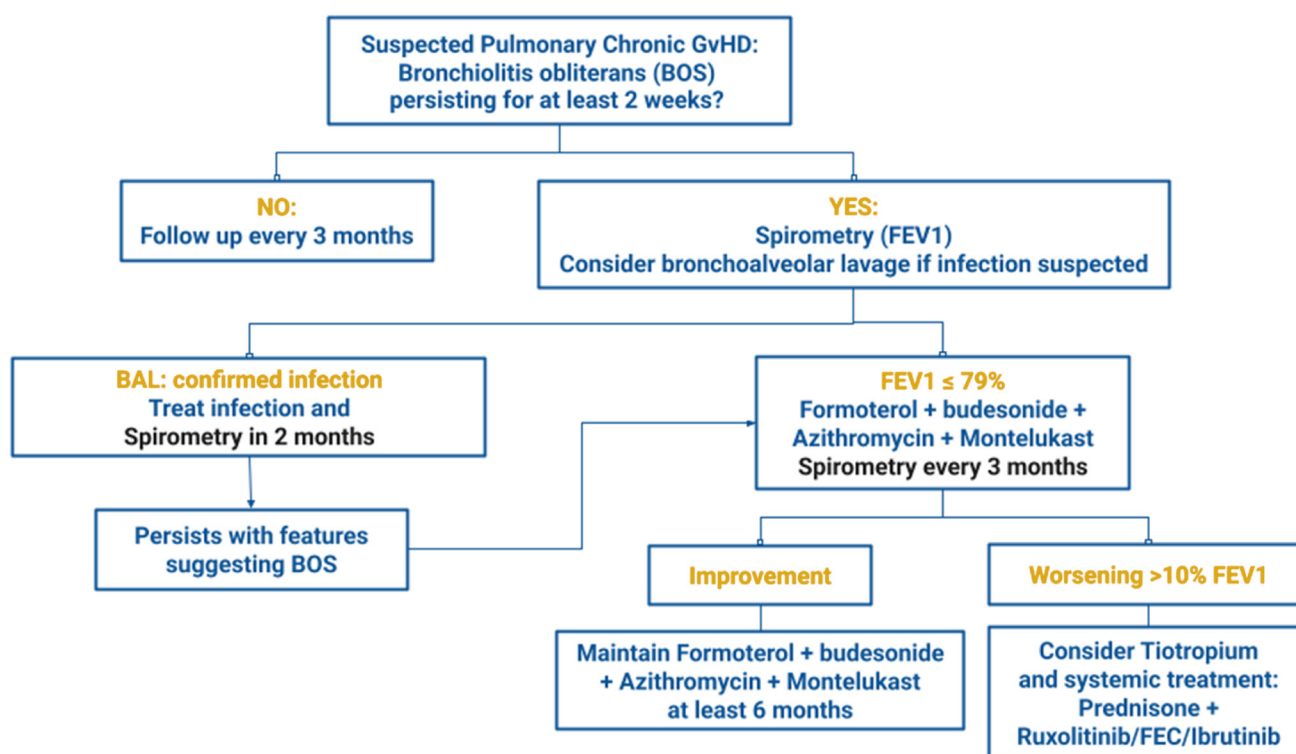 Suspected Pulmonary Chronic GvHD:
Bronchiolitis obliterans (BOS)
persisting for at least 2 weeks?
NO:
Follow up every 3 months
YES:
Spirometry (FEV1)
Consider bronchoalveolar lavage if infection suspected
BAL: confirmed infection
Treat infection and
Spirometry in 2 months
FEV1 ≤ 79%
Formoterol + budesonide +
Azithromycin + Montelukast
Spirometry every 3 months
Persists with features
suggesting BOS
Improvement
Worsening >10% FEV1
Maintain Formoterol + budesonide
+ Azithromycin + Montelukast
at least 6 months
Consider Tiotropium
and systemic treatment:
Prednisone +
Ruxolitinib/FEC/Ibrutinib